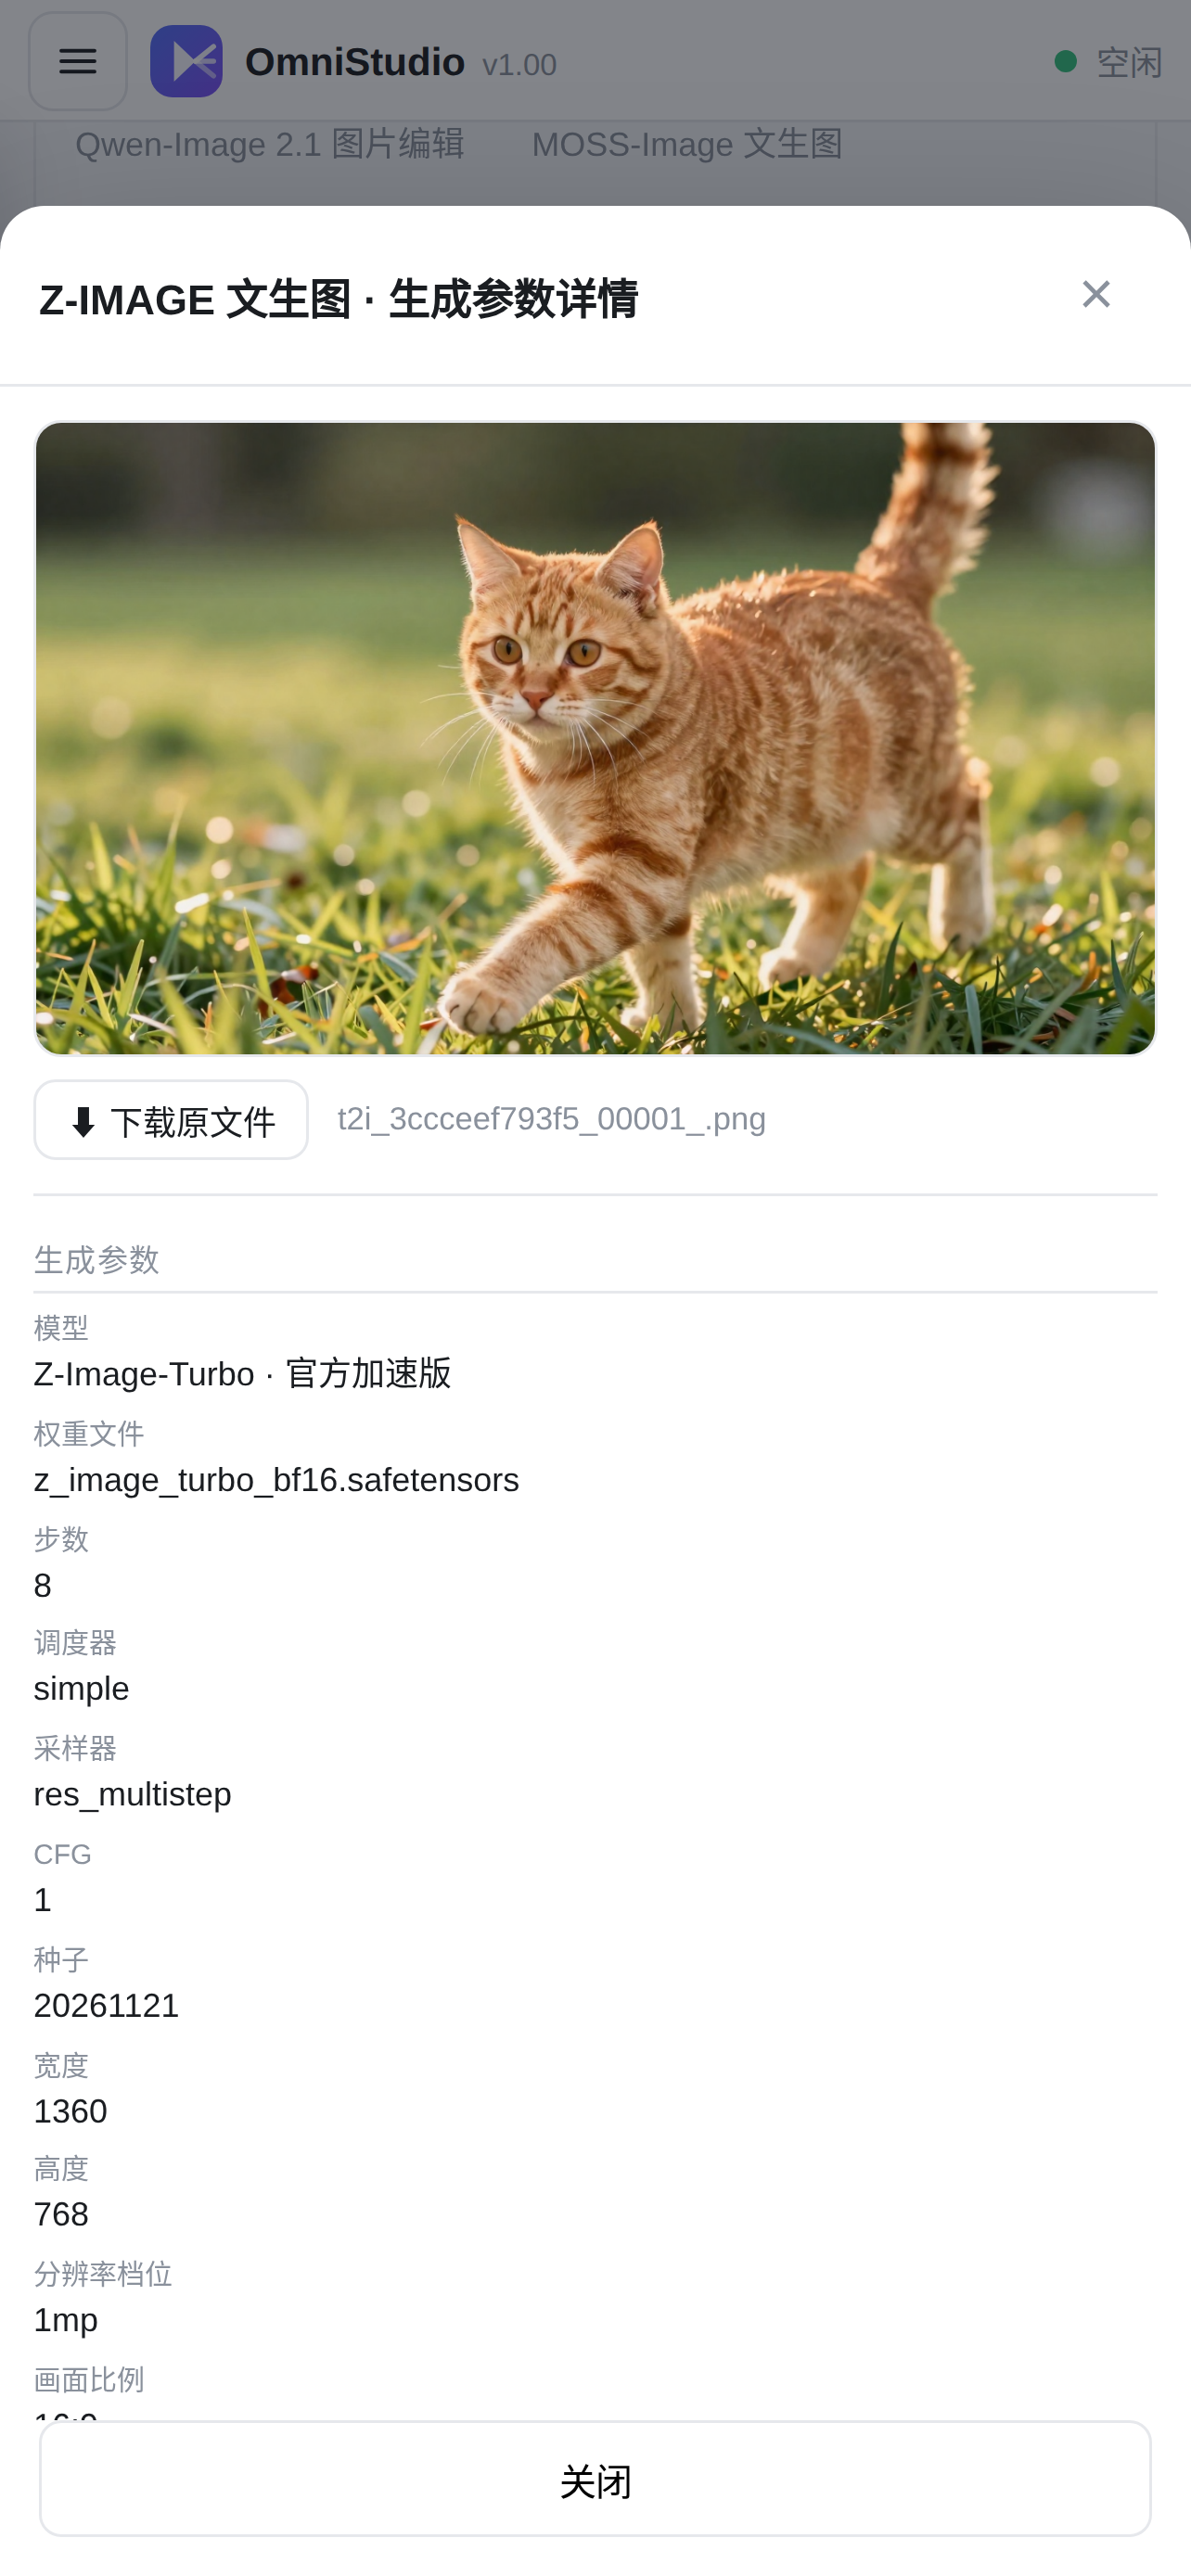 OmniStudio v1.00
空闲
Qwen-Image 2.1 图片编辑
MOSS-Image 文生图
Z-IMAGE 文生图 · 生成参数详情
下载原文件
t2i_3ccceef793f5_00001_.png
生成参数
模型
Z-Image-Turbo · 官方加速版
权重文件
z_image_turbo_bf16.safetensors
步数
8
调度器
simple
采样器
res_multistep
CFG
1
种子
20261121
宽度
1360
高度
768
分辨率档位
1mp
画面比例
关闭